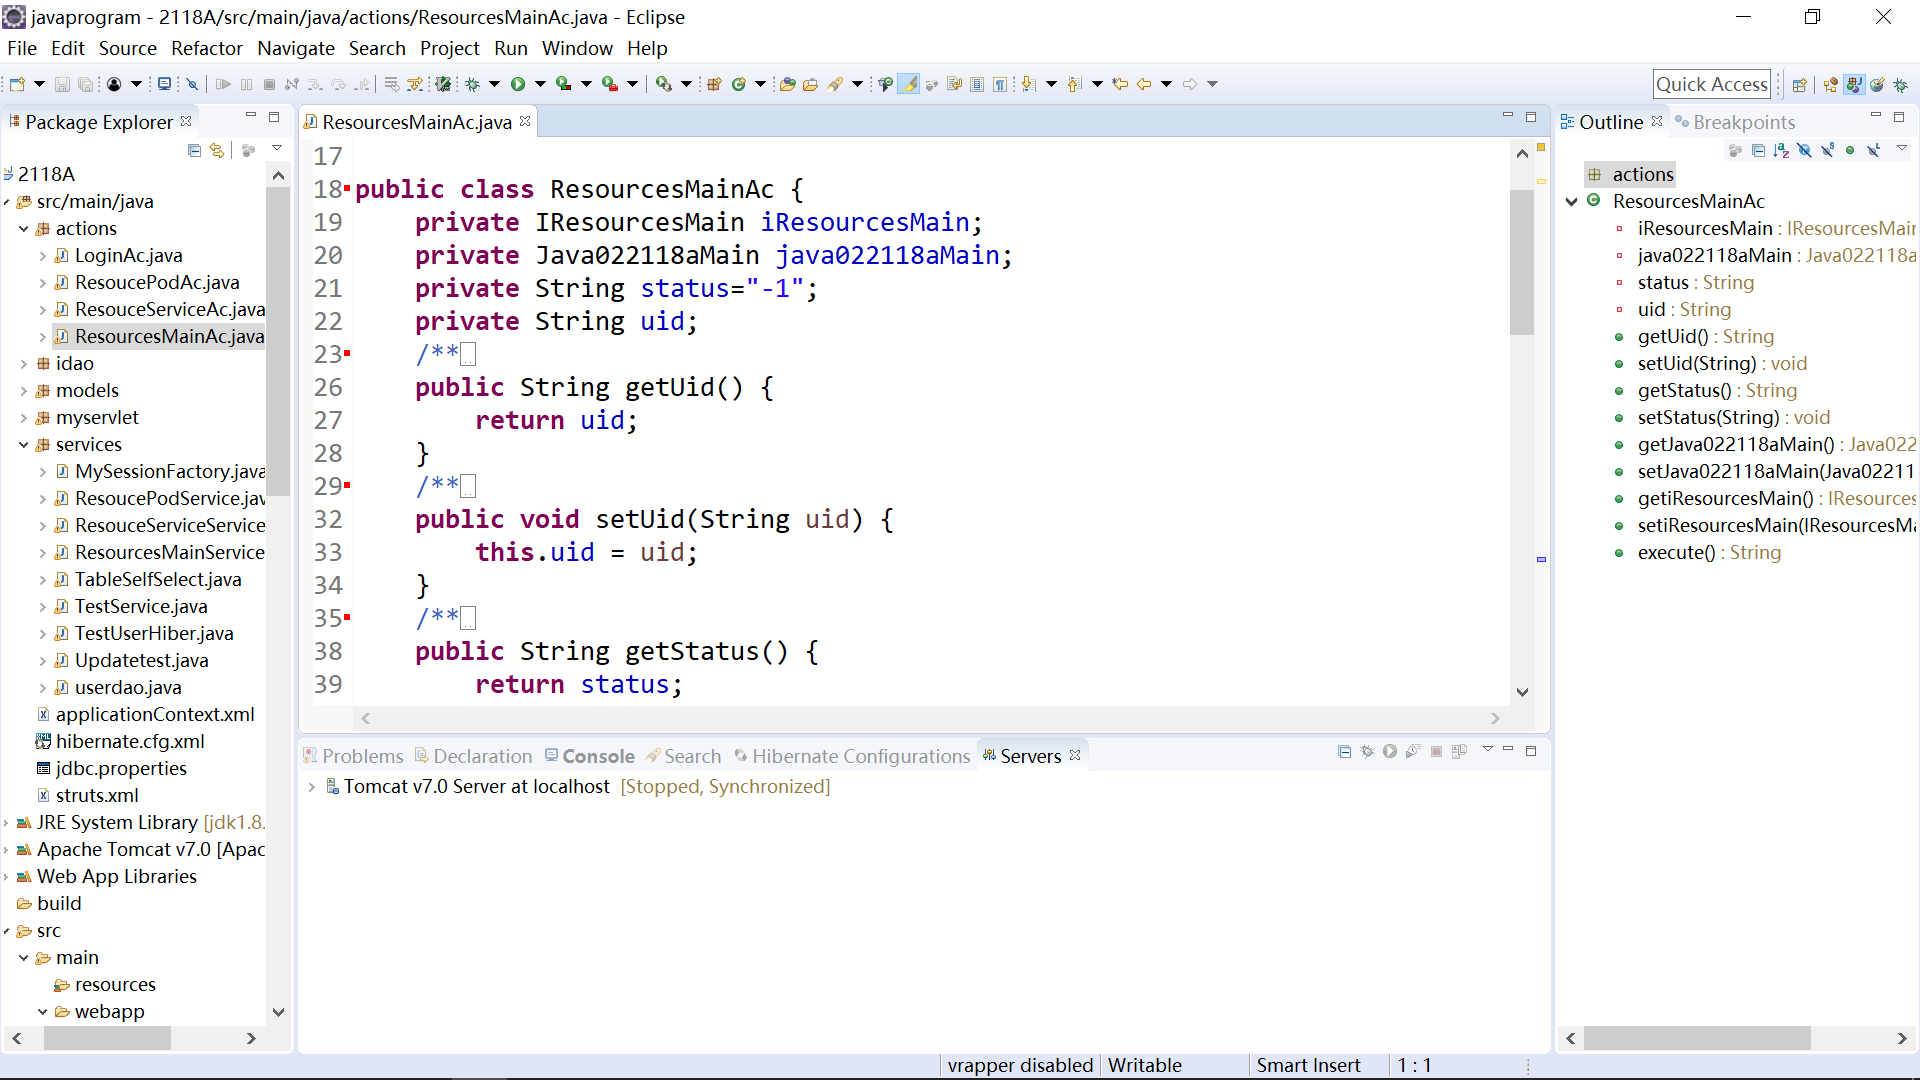 javaprogram - 2118A/src/main/java/actions/ResourcesMainAc.java - Eclipse
File Edit Source Refactor Navigate Search Project Run Window Help
Quick Access
Package Explorer
2118A
src/main/java
actions
LoginAc.java
ResoucePodAc.java
ResouceServiceAc.java
ResourcesMainAc.java
idao
models
myservlet
services
MySessionFactory.java
ResoucePodService.jav
ResouceServiceService
ResourcesMainService
TableSelfSelect.java
TestService.java
TestUserHiber.java
Updatetest.java
userdao.java
applicationContext.xml
hibernate.cfg.xml
jdbc.properties
struts.xml
JRE System Library [jdk1.8.
Apache Tomcat v7.0 [Apac
Web App Libraries
build
src
main
resources
webapp
ResourcesMainAc.java
17
18 public class ResourcesMainAc {
19 private IResourcesMain iResourcesMain;
20 private Java022118aMain java022118aMain;
21 private String status="-1";
22 private String uid;
23 /**
26 public String getUid() {
27 return uid;
28 }
29 /**
32 public void setUid(String uid) {
33 this.uid = uid;
34 }
35 /**
38 public String getStatus() {
39 return status;
Problems Declaration Console Search Hibernate Configurations Servers
Tomcat v7.0 Server at localhost [Stopped, Synchronized]
Outline Breakpoints
actions
ResourcesMainAc
iResourcesMain : IResourcesMain
java022118aMain : Java022118a
status : String
uid : String
getUid() : String
setUid(String) : void
getStatus() : String
setStatus(String) : void
getJava022118aMain() : Java022
setJava022118aMain(Java02211
getiResourcesMain() : IResources
setiResourcesMain(IResourcesMa
execute() : String
vrapper disabled Writable Smart Insert 1 : 1